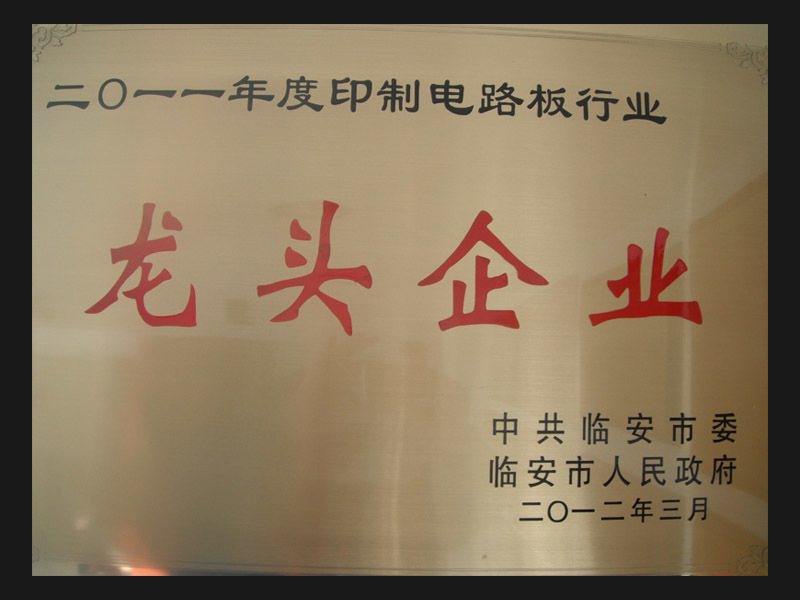 二〇一一年度印制电路板行业
龙头企业
中共临安市委
临安市人民政府
二〇一二年三月